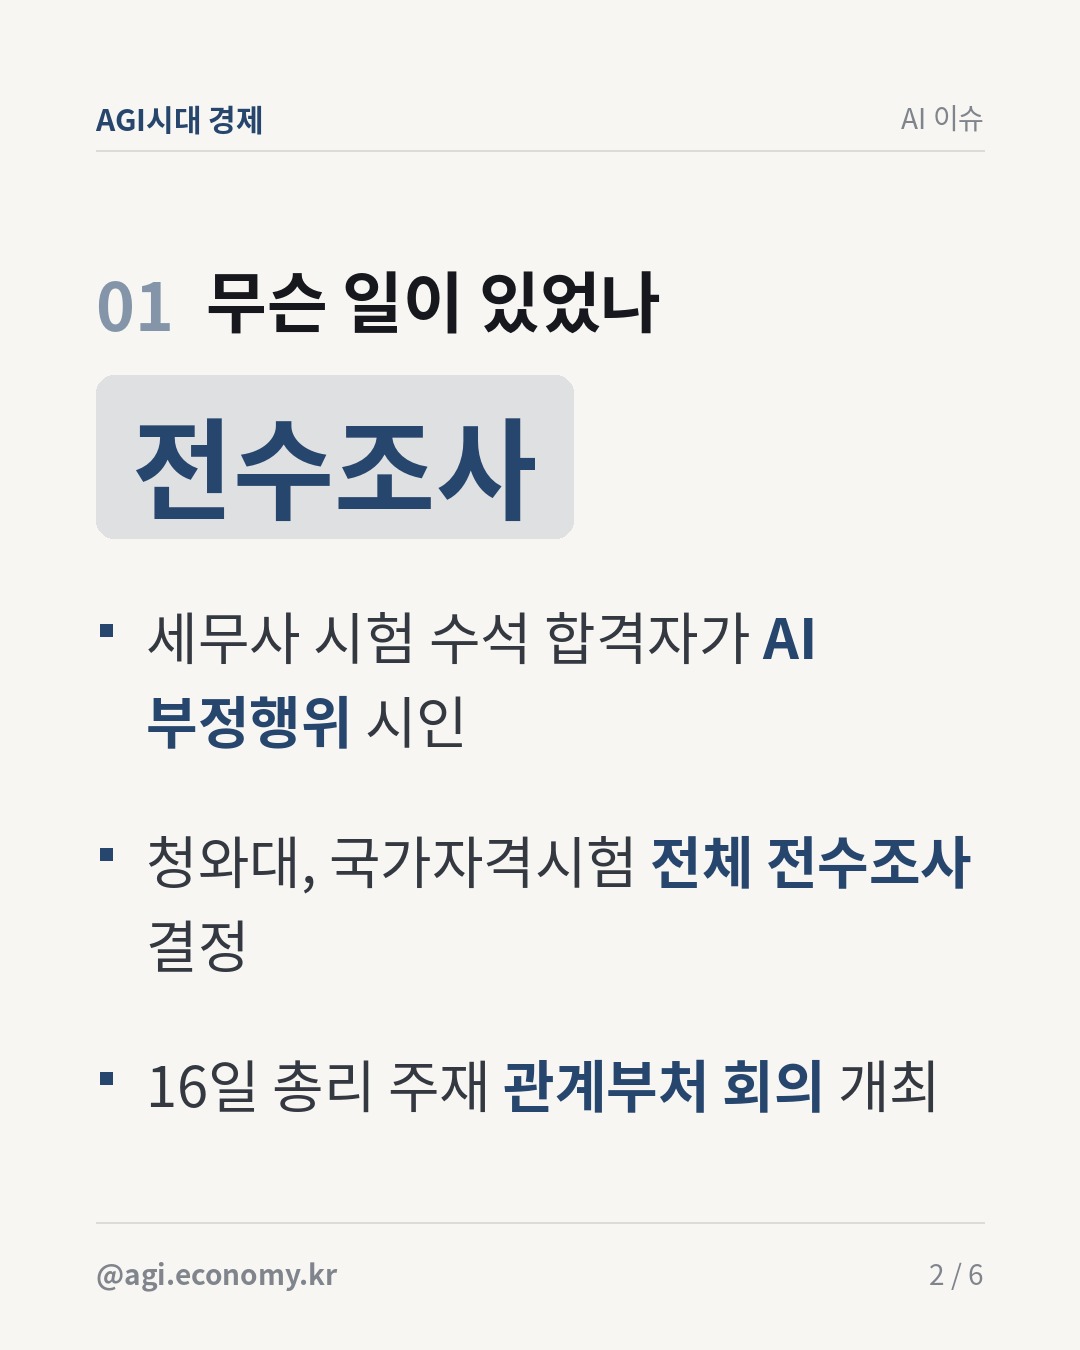 AGI시대 경제
AI 이슈
01 무슨 일이 있었나
전수조사
▪ 세무사 시험 수석 합격자가 AI
부정행위 시인
▪ 청와대, 국가자격시험 전체 전수조사
결정
▪ 16일 총리 주재 관계부처 회의 개최
@agi.economy.kr
2 / 6